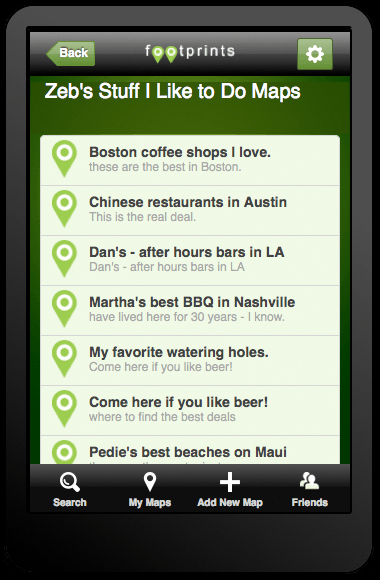 Back
footprints
Zeb's Stuff I Like to Do Maps
Boston coffee shops I love.
these are the best in Boston.
Chinese restaurants in Austin
This is the real deal.
Dan's - after hours bars in LA
Dan's - after hours bars in LA
Martha's best BBQ in Nashville
have lived here for 30 years - I know.
My favorite watering holes.
Come here if you like beer!
Come here if you like beer!
where to find the best deals
Pedie's best beaches on Maui
Search
My Maps
Add New Map
Friends